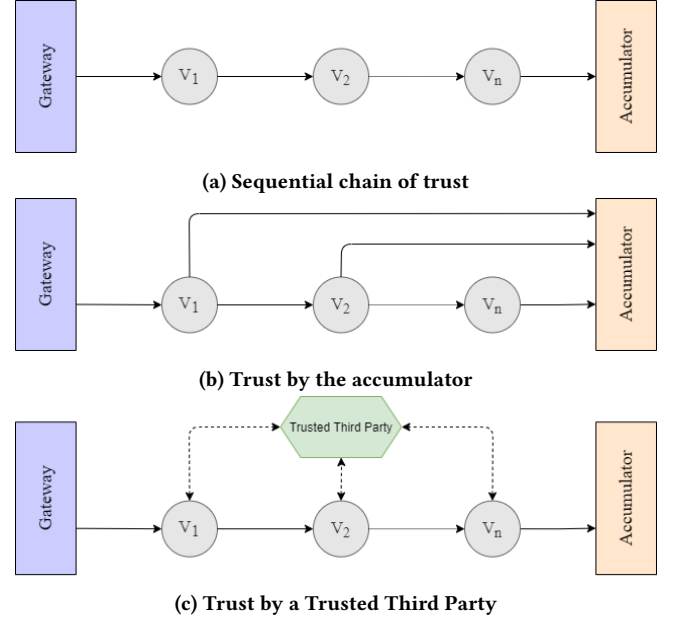 Gateway
V1
V2
Vn
Accumulator
(a) Sequential chain of trust
Gateway
V1
V2
Vn
Accumulator
(b) Trust by the accumulator
Trusted Third Party
Gateway
V1
V2
Vn
Accumulator
(c) Trust by a Trusted Third Party